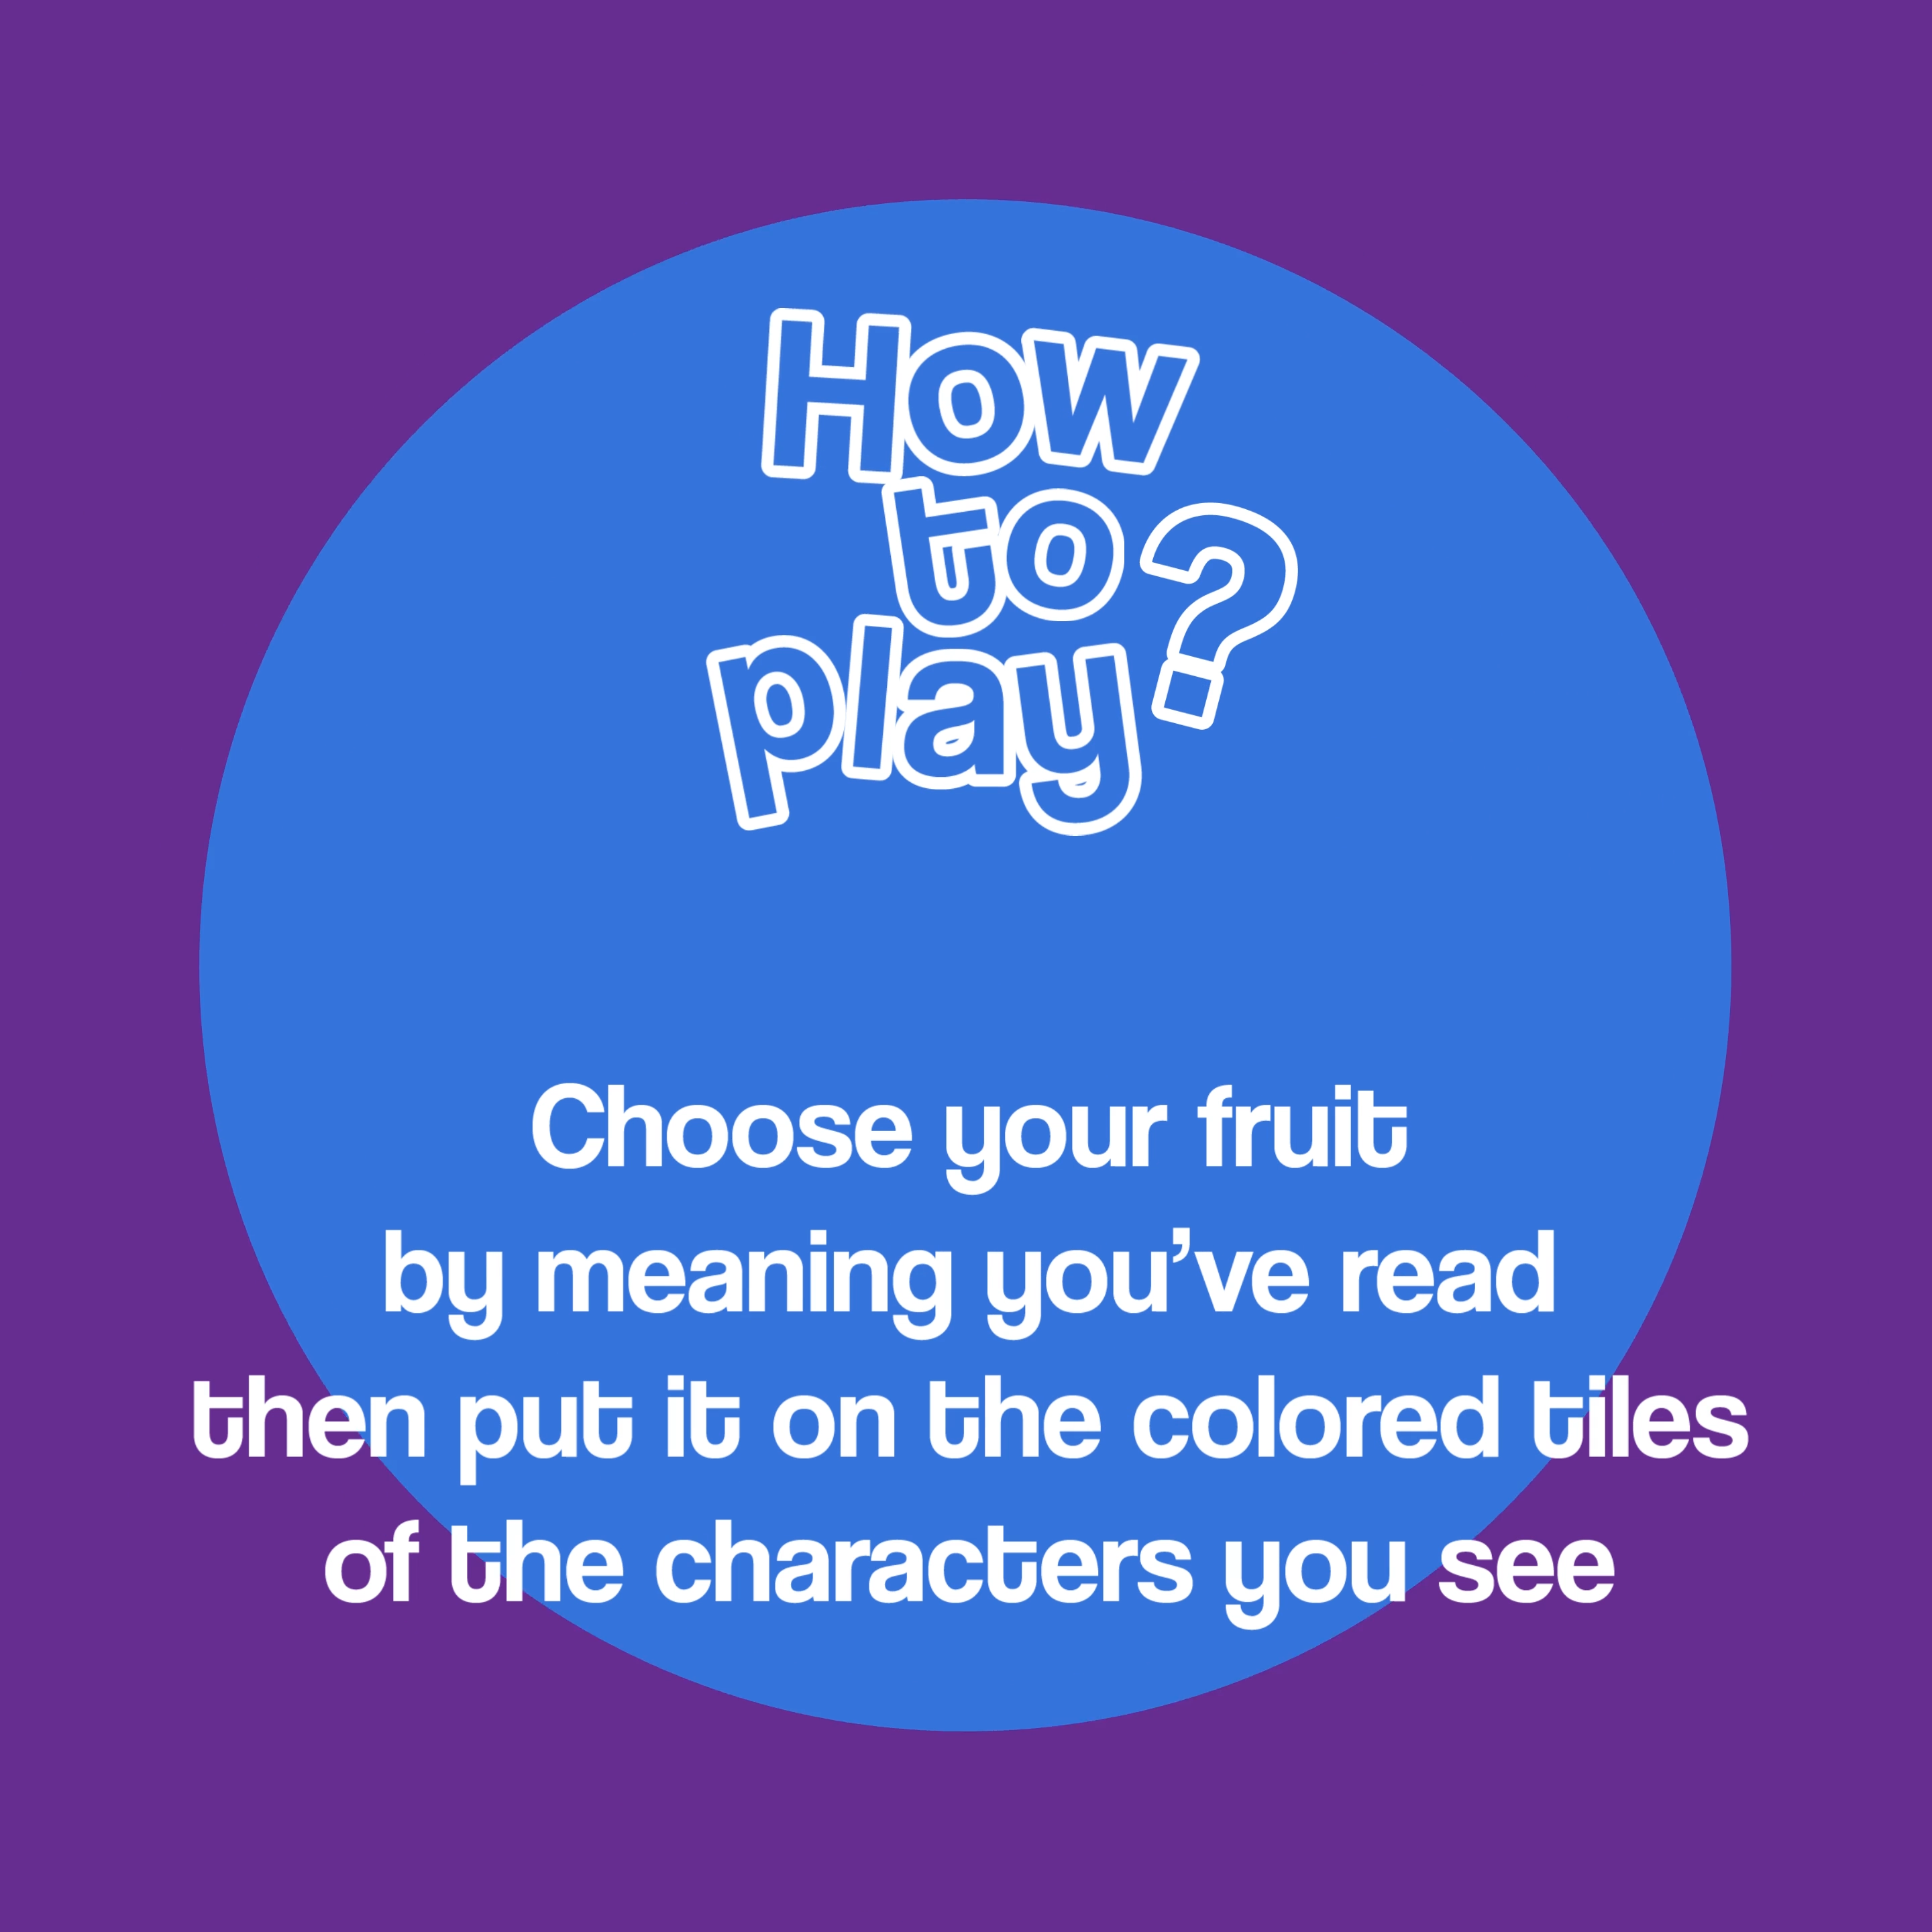 How
to
play?
Choose your fruit
by meaning you’ve read
then put it on the colored tiles
of the characters you see